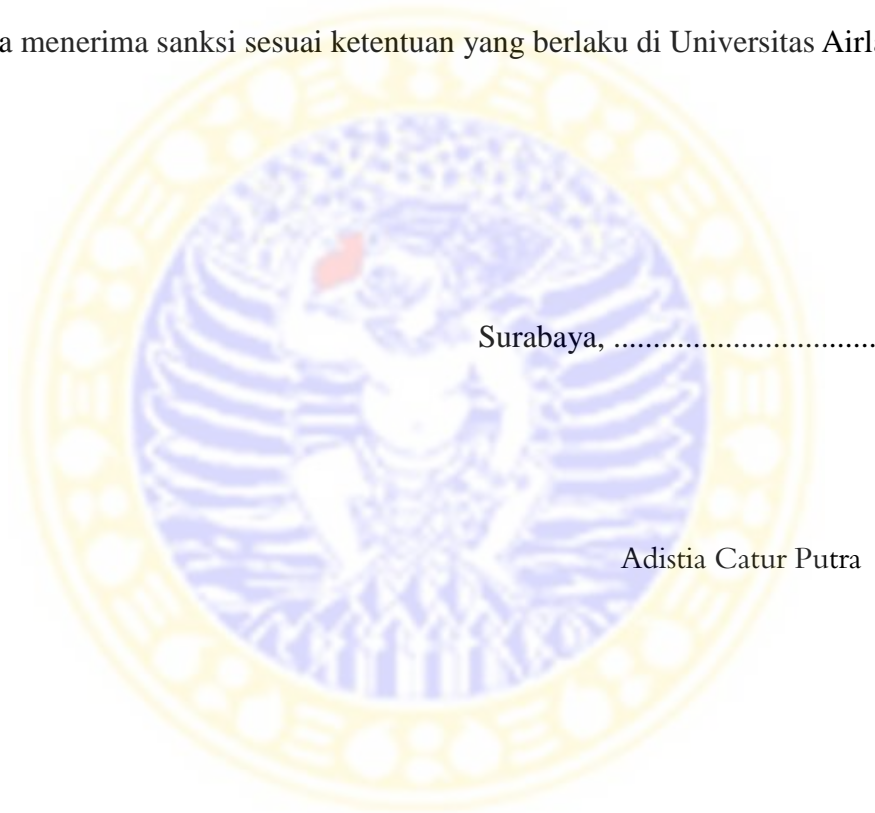 a menerima sanksi sesuai ketentuan yang berlaku di Universitas Airl
Surabaya, .................................
Adistia Catur Putra